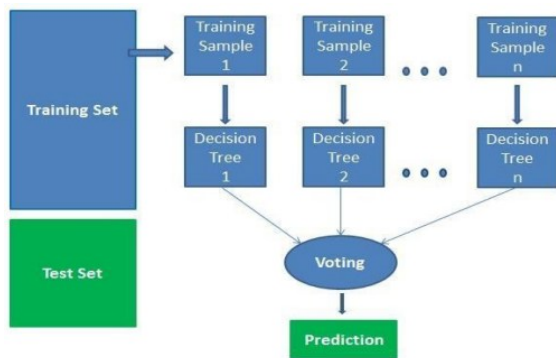 Training Set
Training
Sample
1
Training
Sample
2
Training
Sample
n
Decision
Tree
1
Decision
Tree
2
Decision
Tree
n
Test Set
Voting
Prediction